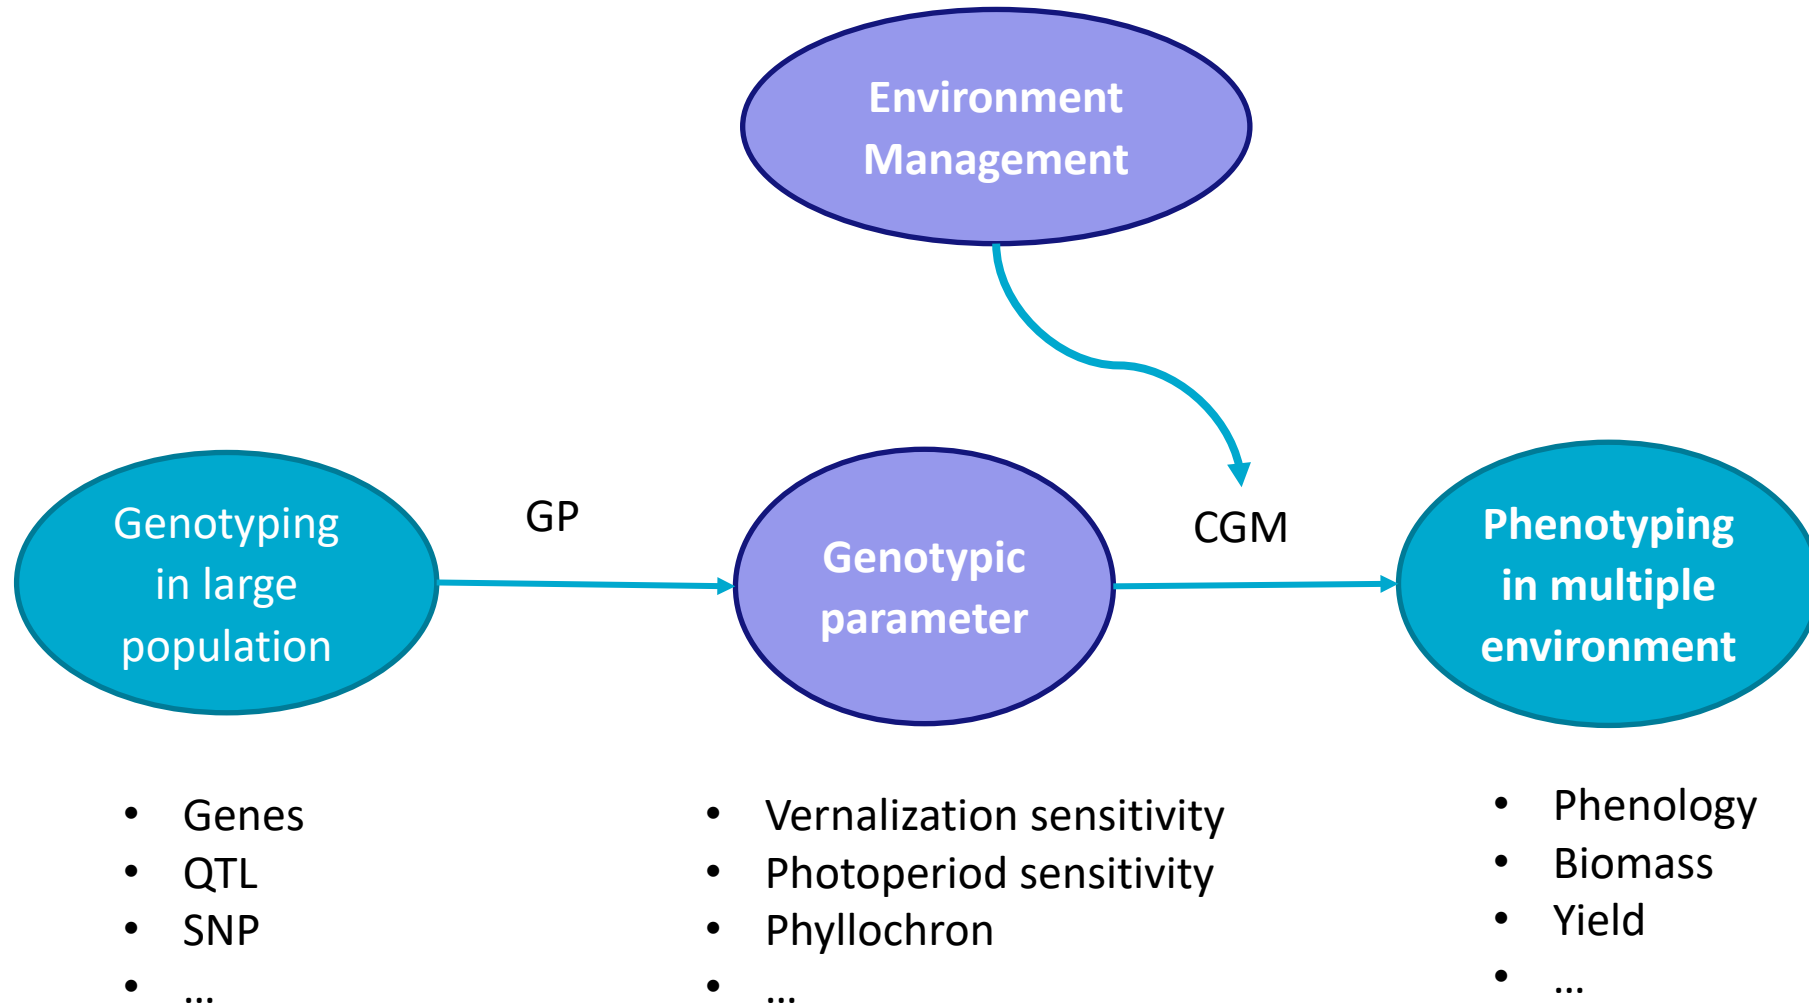 Environment
Management
Genotyping
in large
population
GP
Genotypic
parameter
CGM
Phenotyping
in multiple
environment
• Genes
• QTL
• SNP
• ...
• Vernalization sensitivity
• Photoperiod sensitivity
• Phyllochron
• ...
• Phenology
• Biomass
• Yield
• ...